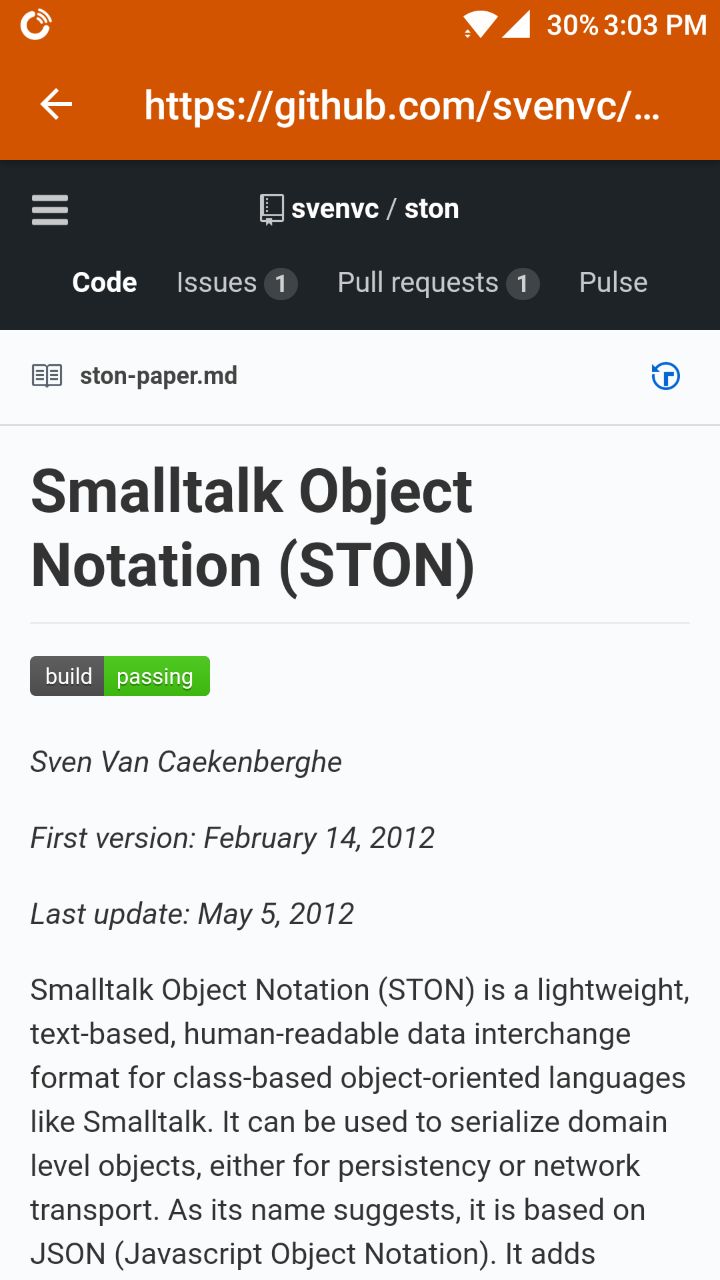 30% 3:03 PM
https://github.com/svenvc/...
svenvc / ston
Code Issues 1 Pull requests 1 Pulse
ston-paper.md
Smalltalk Object
Notation (STON)
build passing
Sven Van Caekenberghe
First version: February 14, 2012
Last update: May 5, 2012
Smalltalk Object Notation (STON) is a lightweight,
text-based, human-readable data interchange
format for class-based object-oriented languages
like Smalltalk. It can be used to serialize domain
level objects, either for persistency or network
transport. As its name suggests, it is based on
JSON (Javascript Object Notation). It adds